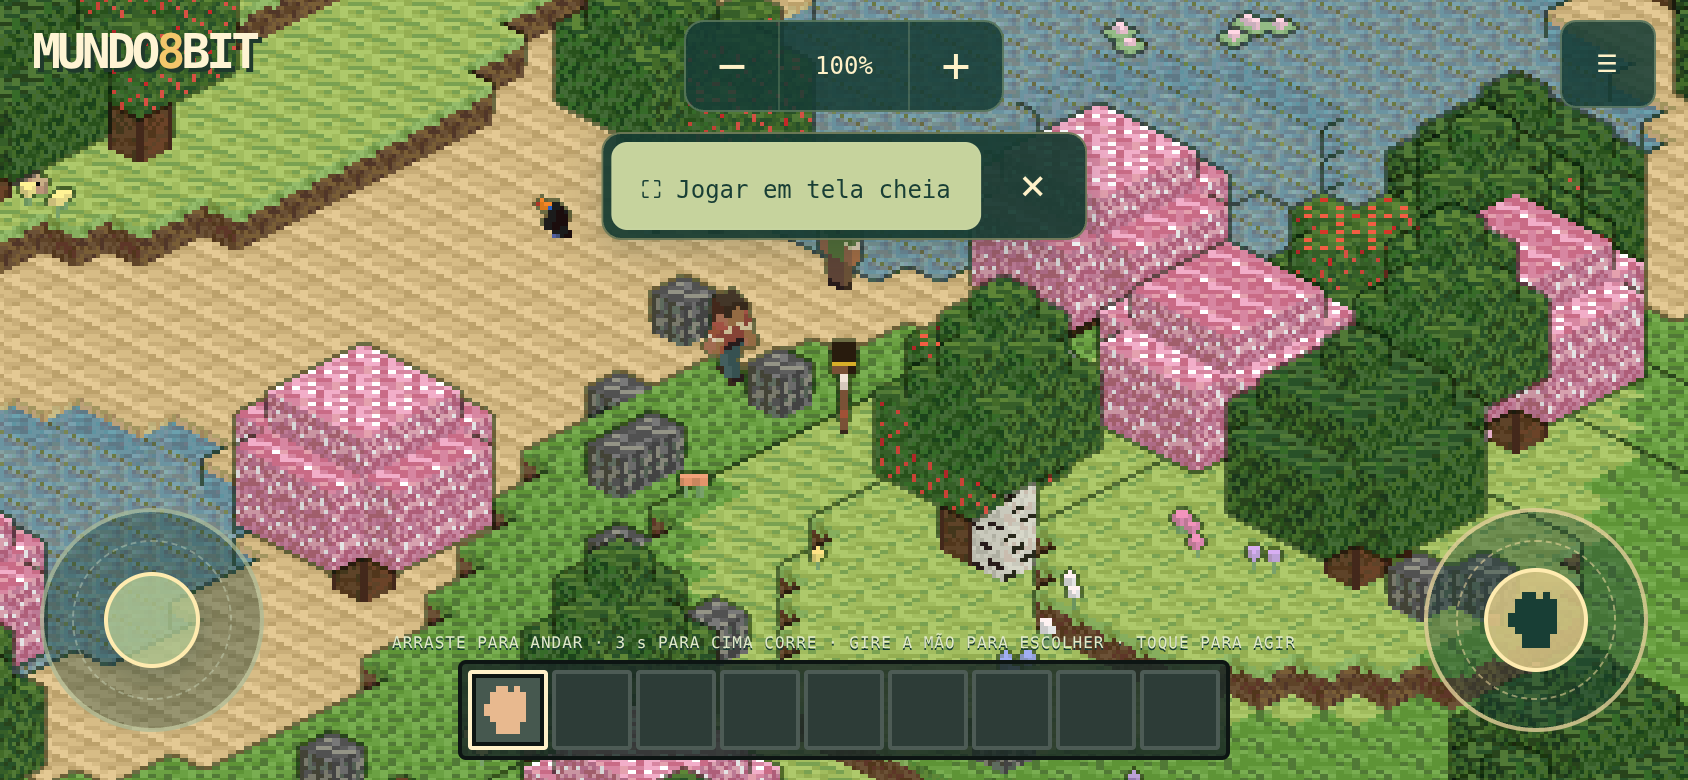 MUNDO8BIT
− 100% +
Jogar em tela cheia ×
ARRASTE PARA ANDAR · 3 s PARA CIMA CORRE · GIRE A MÃO PARA ESCOLHER · TOQUE PARA AGIR